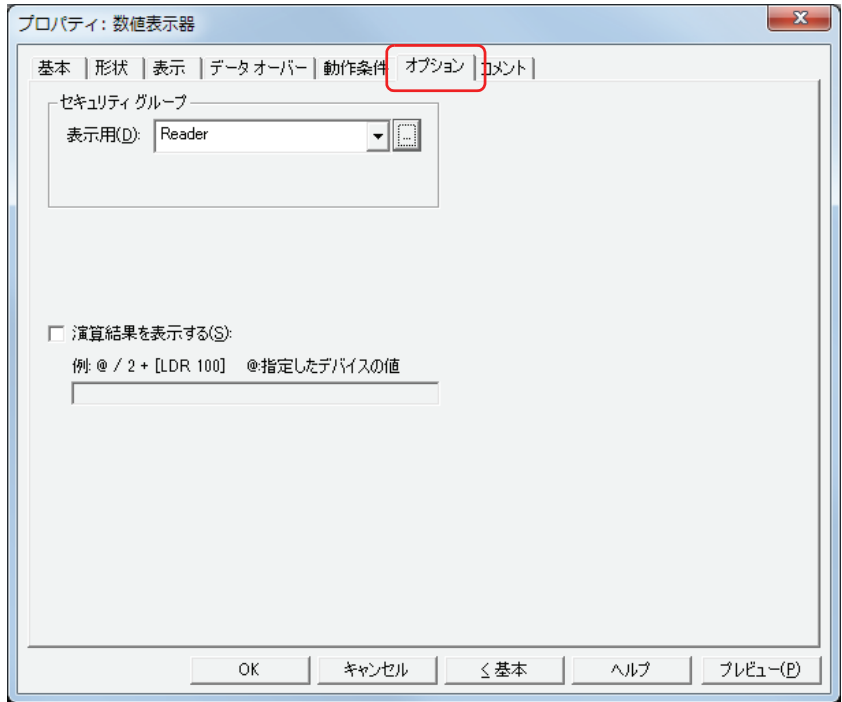 プロパティ: 数値表示器
基本 形状 表示 データ オーバー 動作条件 オプション コメント
セキュリティ グループ
表示用(D): Reader ...
演算結果を表示する(S):
例: @ / 2 + [LDR 100] @:指定したデバイスの値
OK キャンセル < 基本 ヘルプ プレビュー(P)